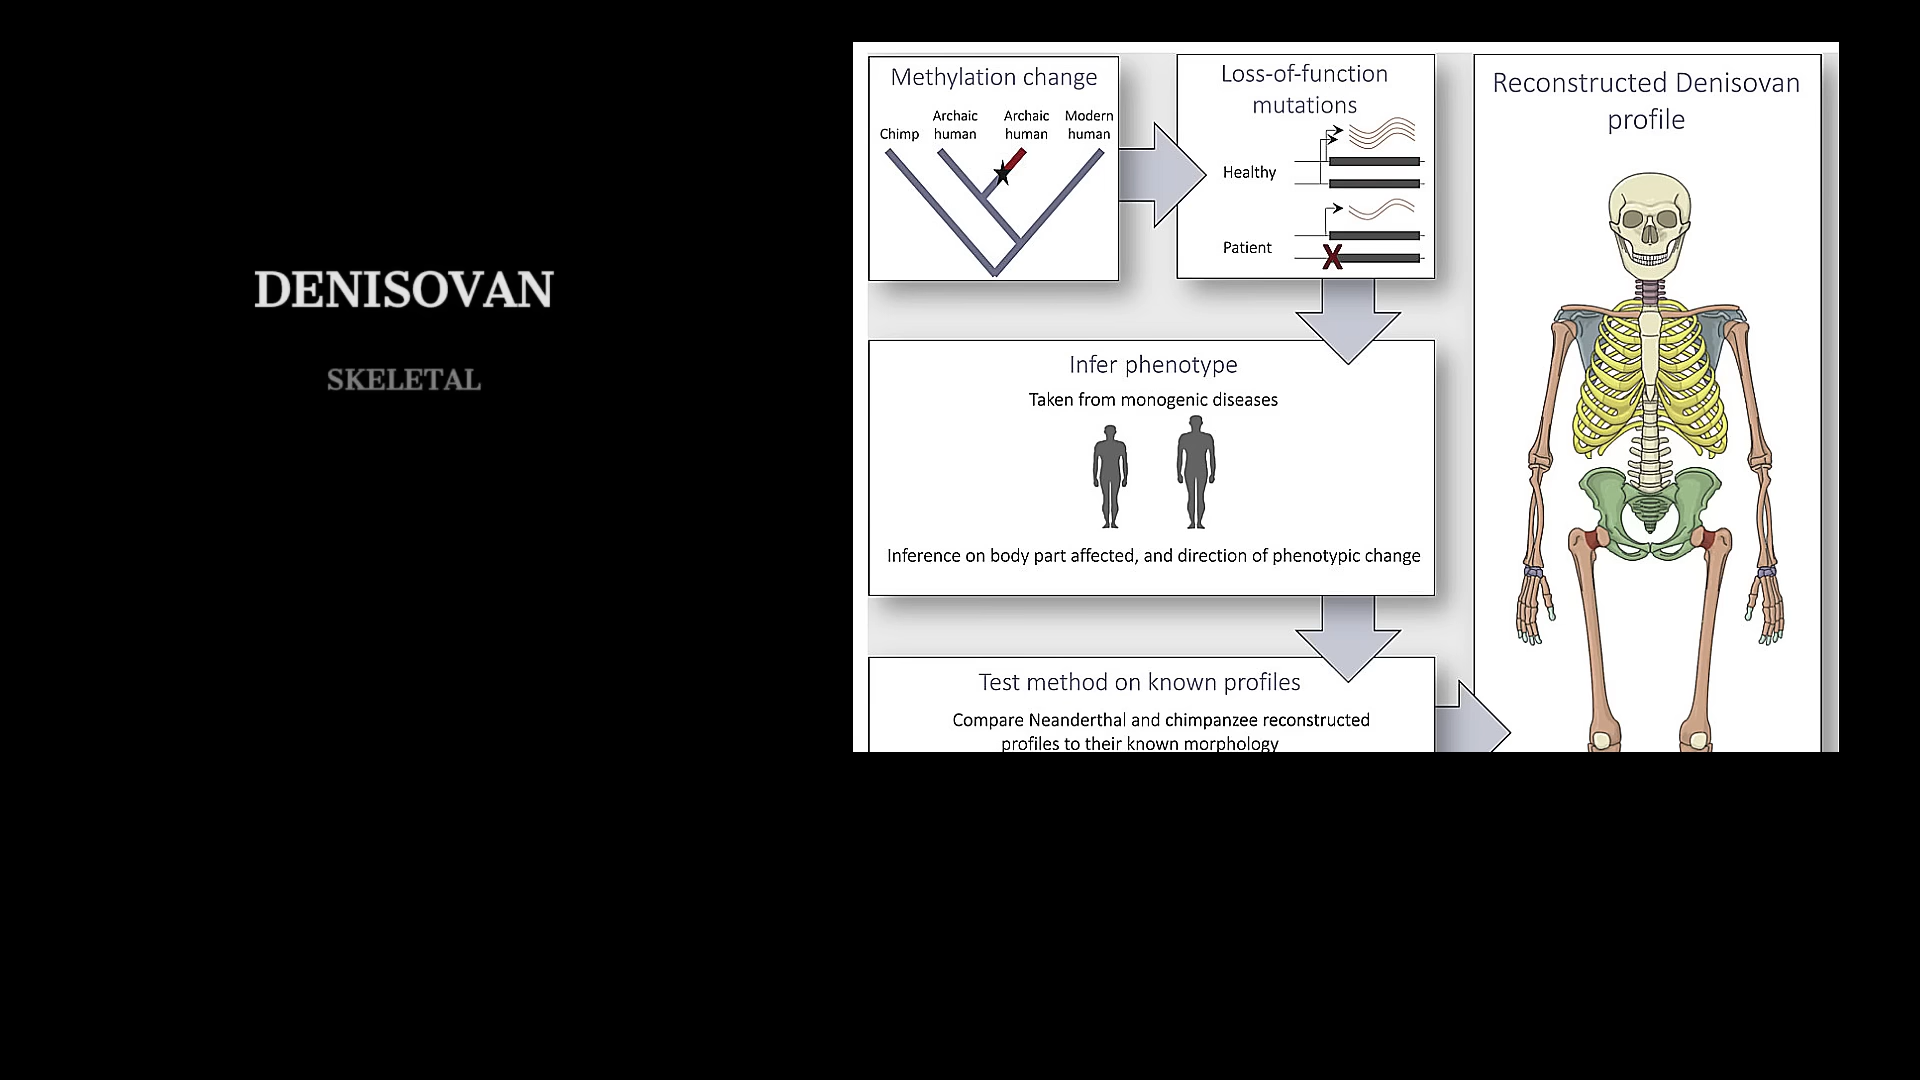 DENISOVAN
SKELETAL
Methylation change
Chimp
Archaic
human
Archaic
human
Modern
human
Loss-of-function
mutations
Healthy
Patient
Infer phenotype
Taken from monogenic diseases
Inference on body part affected, and direction of phenotypic change
Test method on known profiles
Compare Neanderthal and chimpanzee reconstructed
profiles to their known morphology
Reconstructed Denisovan
profile